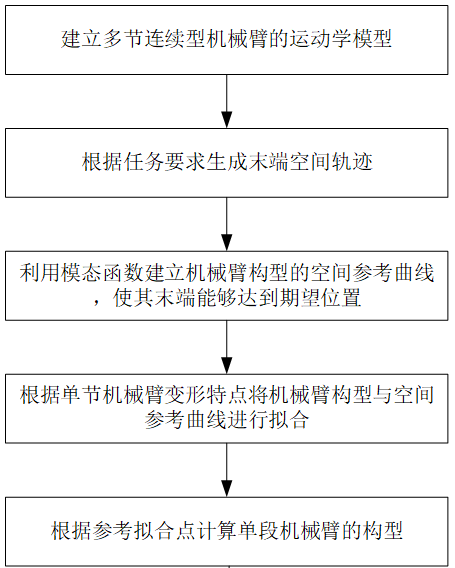 建立多节连续型机械臂的运动学模型
根据任务要求生成末端空间轨迹
利用模态函数建立机械臂构型的空间参考曲线
，使其末端能够达到期望位置
根据单节机械臂变形特点将机械臂构型与空间
参考曲线进行拟合
根据参考拟合点计算单段机械臂的构型